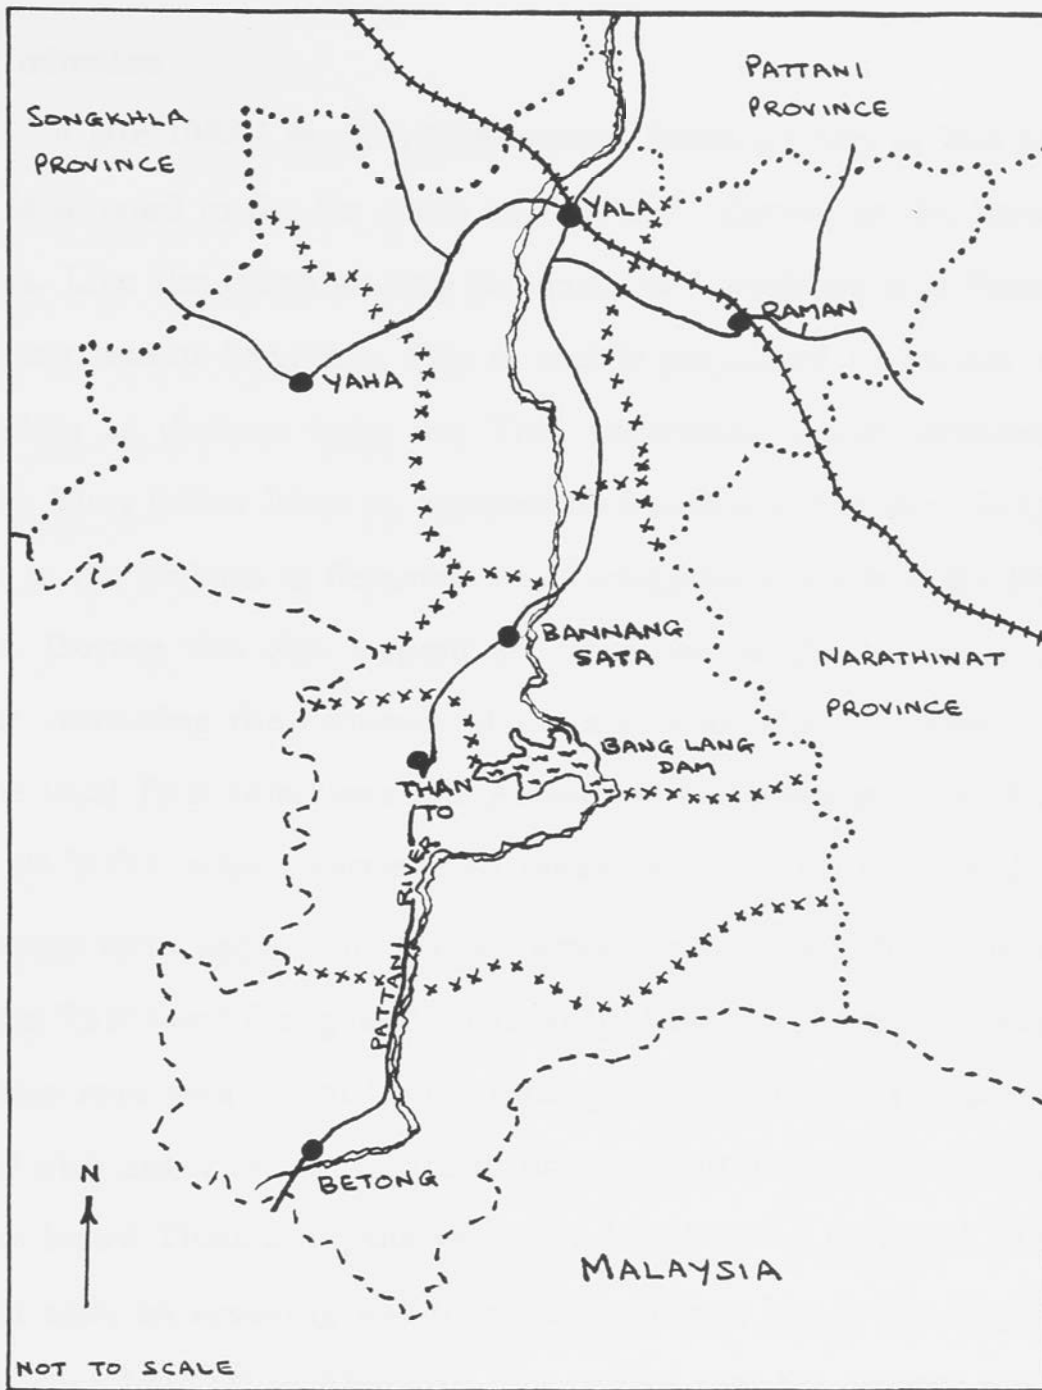 PATTANI
PROVINCE
SONGKHLA
PROVINCE
YALA
RAMAN
YAHA
BANNANG
SATA
NARATHIWAT
PROVINCE
BANG LANG
DAM
THAN
TO
PATTANI RIVER
N
BETONG
MALAYSIA
NOT TO SCALE